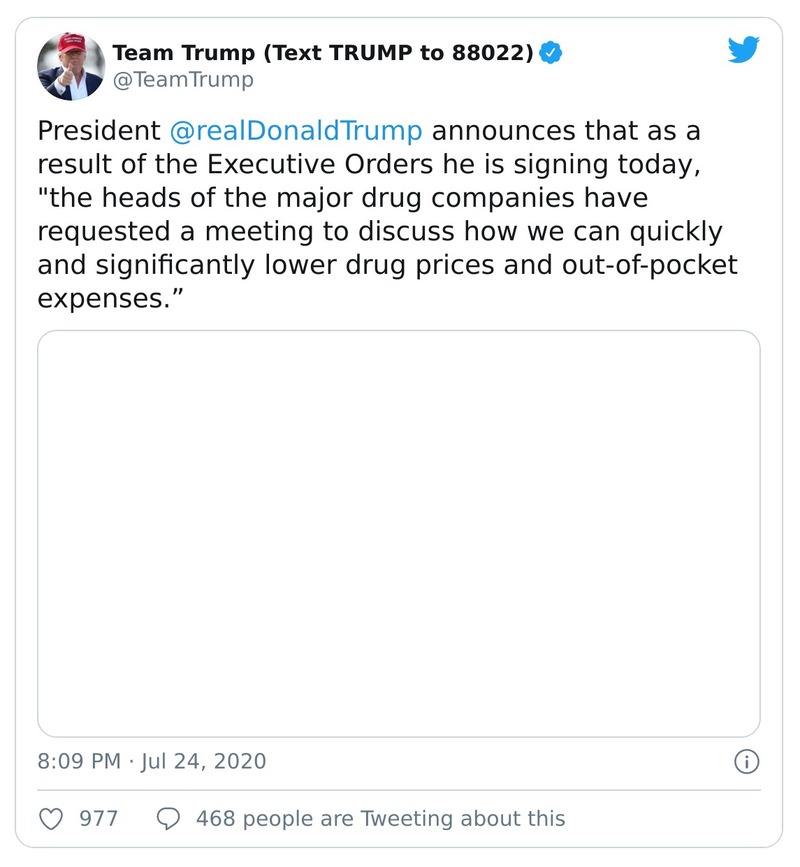 Team Trump (Text TRUMP to 88022)
@TeamTrump
President @realDonaldTrump announces that as a
result of the Executive Orders he is signing today,
"the heads of the major drug companies have
requested a meeting to discuss how we can quickly
and significantly lower drug prices and out-of-pocket
expenses.”
8:09 PM · Jul 24, 2020
977
468 people are Tweeting about this